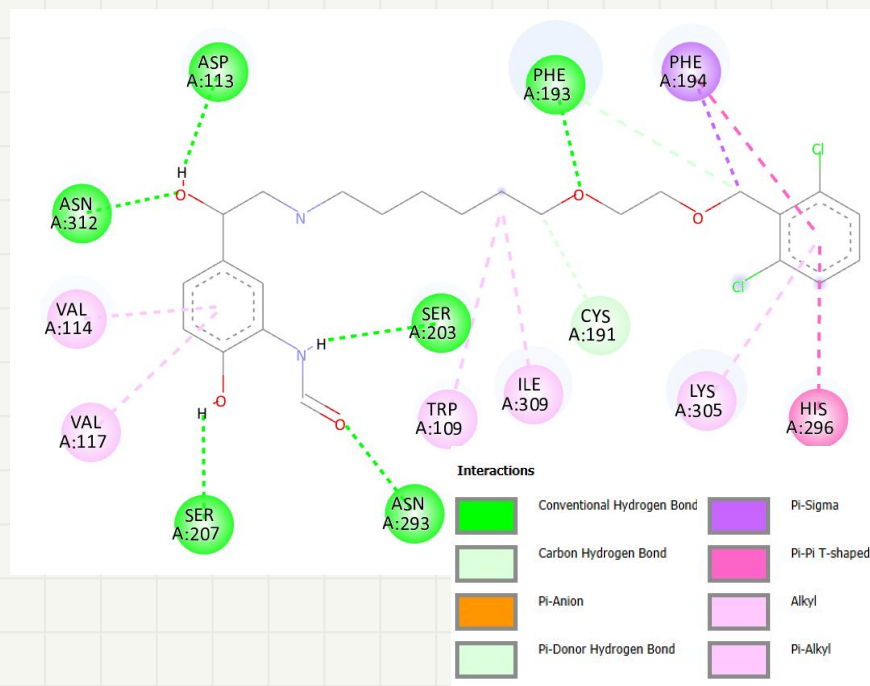 ASP
A:113
PHE
A:193
PHE
A:194
Cl
H
O
ASN
A:312
N
O
O
Cl
VAL
A:114
SER
A:203
CYS
A:191
N
H
ILE
A:309
LYS
A:305
HIS
A:296
TRP
A:109
VAL
A:117
O
H
O
SER
A:207
ASN
A:293
Interactions
Conventional Hydrogen Bond
Carbon Hydrogen Bond
Pi-Anion
Pi-Donor Hydrogen Bond
Pi-Sigma
Pi-Pi T-shaped
Alkyl
Pi-Alkyl